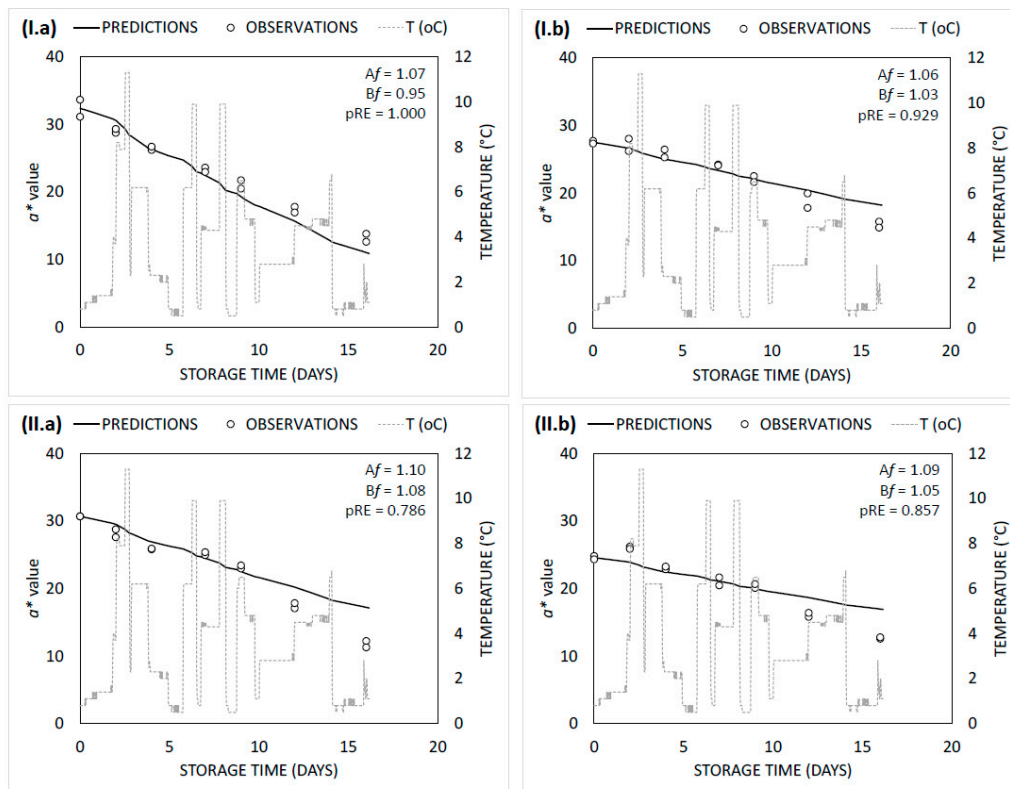 (I.a) PREDICTIONS OBSERVATIONS T (oC)
40 12
Af = 1.07
Bf = 0.95
pRE = 1.000
10
30
8
20 6
4
10
2
0 0
0 5 10 15 20
a* value
TEMPERATURE (°C)
STORAGE TIME (DAYS)
(I.b) PREDICTIONS OBSERVATIONS T (oC)
40 12
Af = 1.06
Bf = 1.03
pRE = 0.929
10
30
8
20 6
4
10
2
0 0
0 5 10 15 20
a* value
TEMPERATURE (°C)
STORAGE TIME (DAYS)
(II.a) PREDICTIONS OBSERVATIONS T (oC)
40 12
Af = 1.10
Bf = 1.08
pRE = 0.786
10
30
8
20 6
4
10
2
0 0
0 5 10 15 20
a* value
TEMPERATURE (°C)
STORAGE TIME (DAYS)
(II.b) PREDICTIONS OBSERVATIONS T (oC)
40 12
Af = 1.09
Bf = 1.05
pRE = 0.857
10
30
8
20 6
4
10
2
0 0
0 5 10 15 20
a* value
TEMPERATURE (°C)
STORAGE TIME (DAYS)